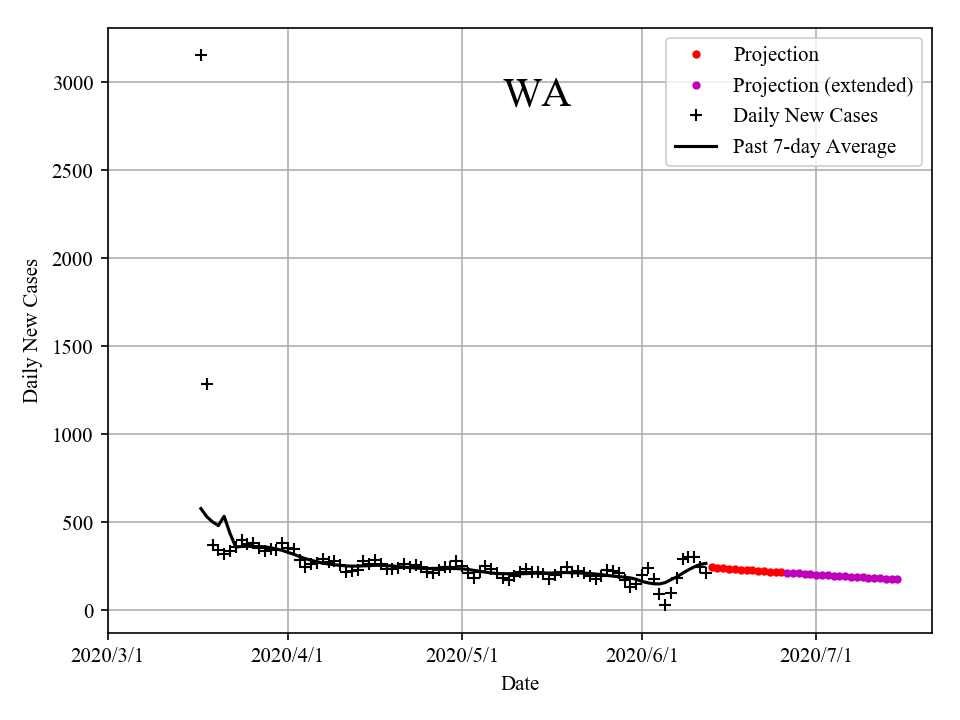 WA
Projection
Projection (extended)
Daily New Cases
Past 7-day Average
Daily New Cases
3000
2500
2000
1500
1000
500
0
2020/3/1
2020/4/1
2020/5/1
2020/6/1
2020/7/1
Date